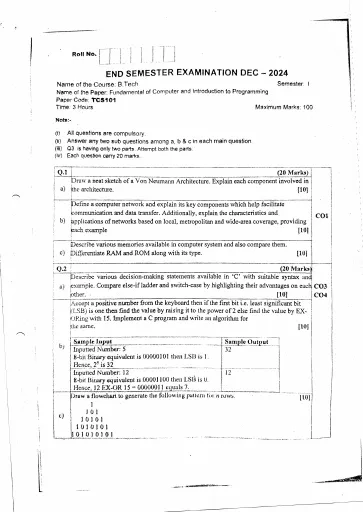 Roll No.
END SEMESTER EXAMINATION DEC – 2024
Name of the Course: B.Tech Semester: I
Name of the Paper: Fundamental of Computer and Introduction to Programming
Paper Code: TCS101
Time: 3 Hours Maximum Marks: 100
Note:-
(i) All questions are compulsory.
(ii) Answer any two sub questions among a, b & c in each main question.
(iii) Q3 is having only two parts. Attempt both the parts.
(iv) Each question carry 20 marks.
Q.1 (20 Marks)
a) Draw a neat sketch of a Von Neumann Architecture. Explain each component involved in
the architecture. [10]
Define a computer network and explain its key components which help facilitate
communication and data transfer. Additionally, explain the characteristics and
b) applications of networks based on local, metropolitan and wide-area coverage, providing
each example [10]
CO1
Describe various memories available in computer system and also compare them.
c) Differentiate RAM and ROM along with its type. [10]
Q.2 (20 Marks)
Describe various decision-making statements available in 'C' with suitable syntax and
a) example. Compare else-if ladder and switch-case by highlighting their advantages on each
other. [10]
CO3
CO4
Accept a positive number from the keyboard then if the first bit i.e. least significant bit
(LSB) is one then find the value by raising it to the power of 2 else find the value by EX-
ORing with 15. Implement a C program and write an algorithm for
the same. [10]
b)
Sample Input Sample Output
Inputted Number: 5 32
8-bit Binary equivalent is 00000101 then LSB is 1.
Hence, 2⁵ is 32
Inputted Number: 12 12
8-bit Binary equivalent is 00001100 then LSB is 0.
Hence, 12 EX-OR 15 = 00000011 equals 3.
Draw a flowchart to generate the following pattern for n rows. [10]
c)
1
1 0 1
1 0 1 0 1
1 0 1 0 1 0 1
1 0 1 0 1 0 1 0 1